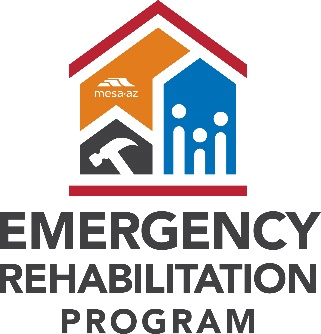 mesa·az
EMERGENCY
REHABILITATION
PROGRAM